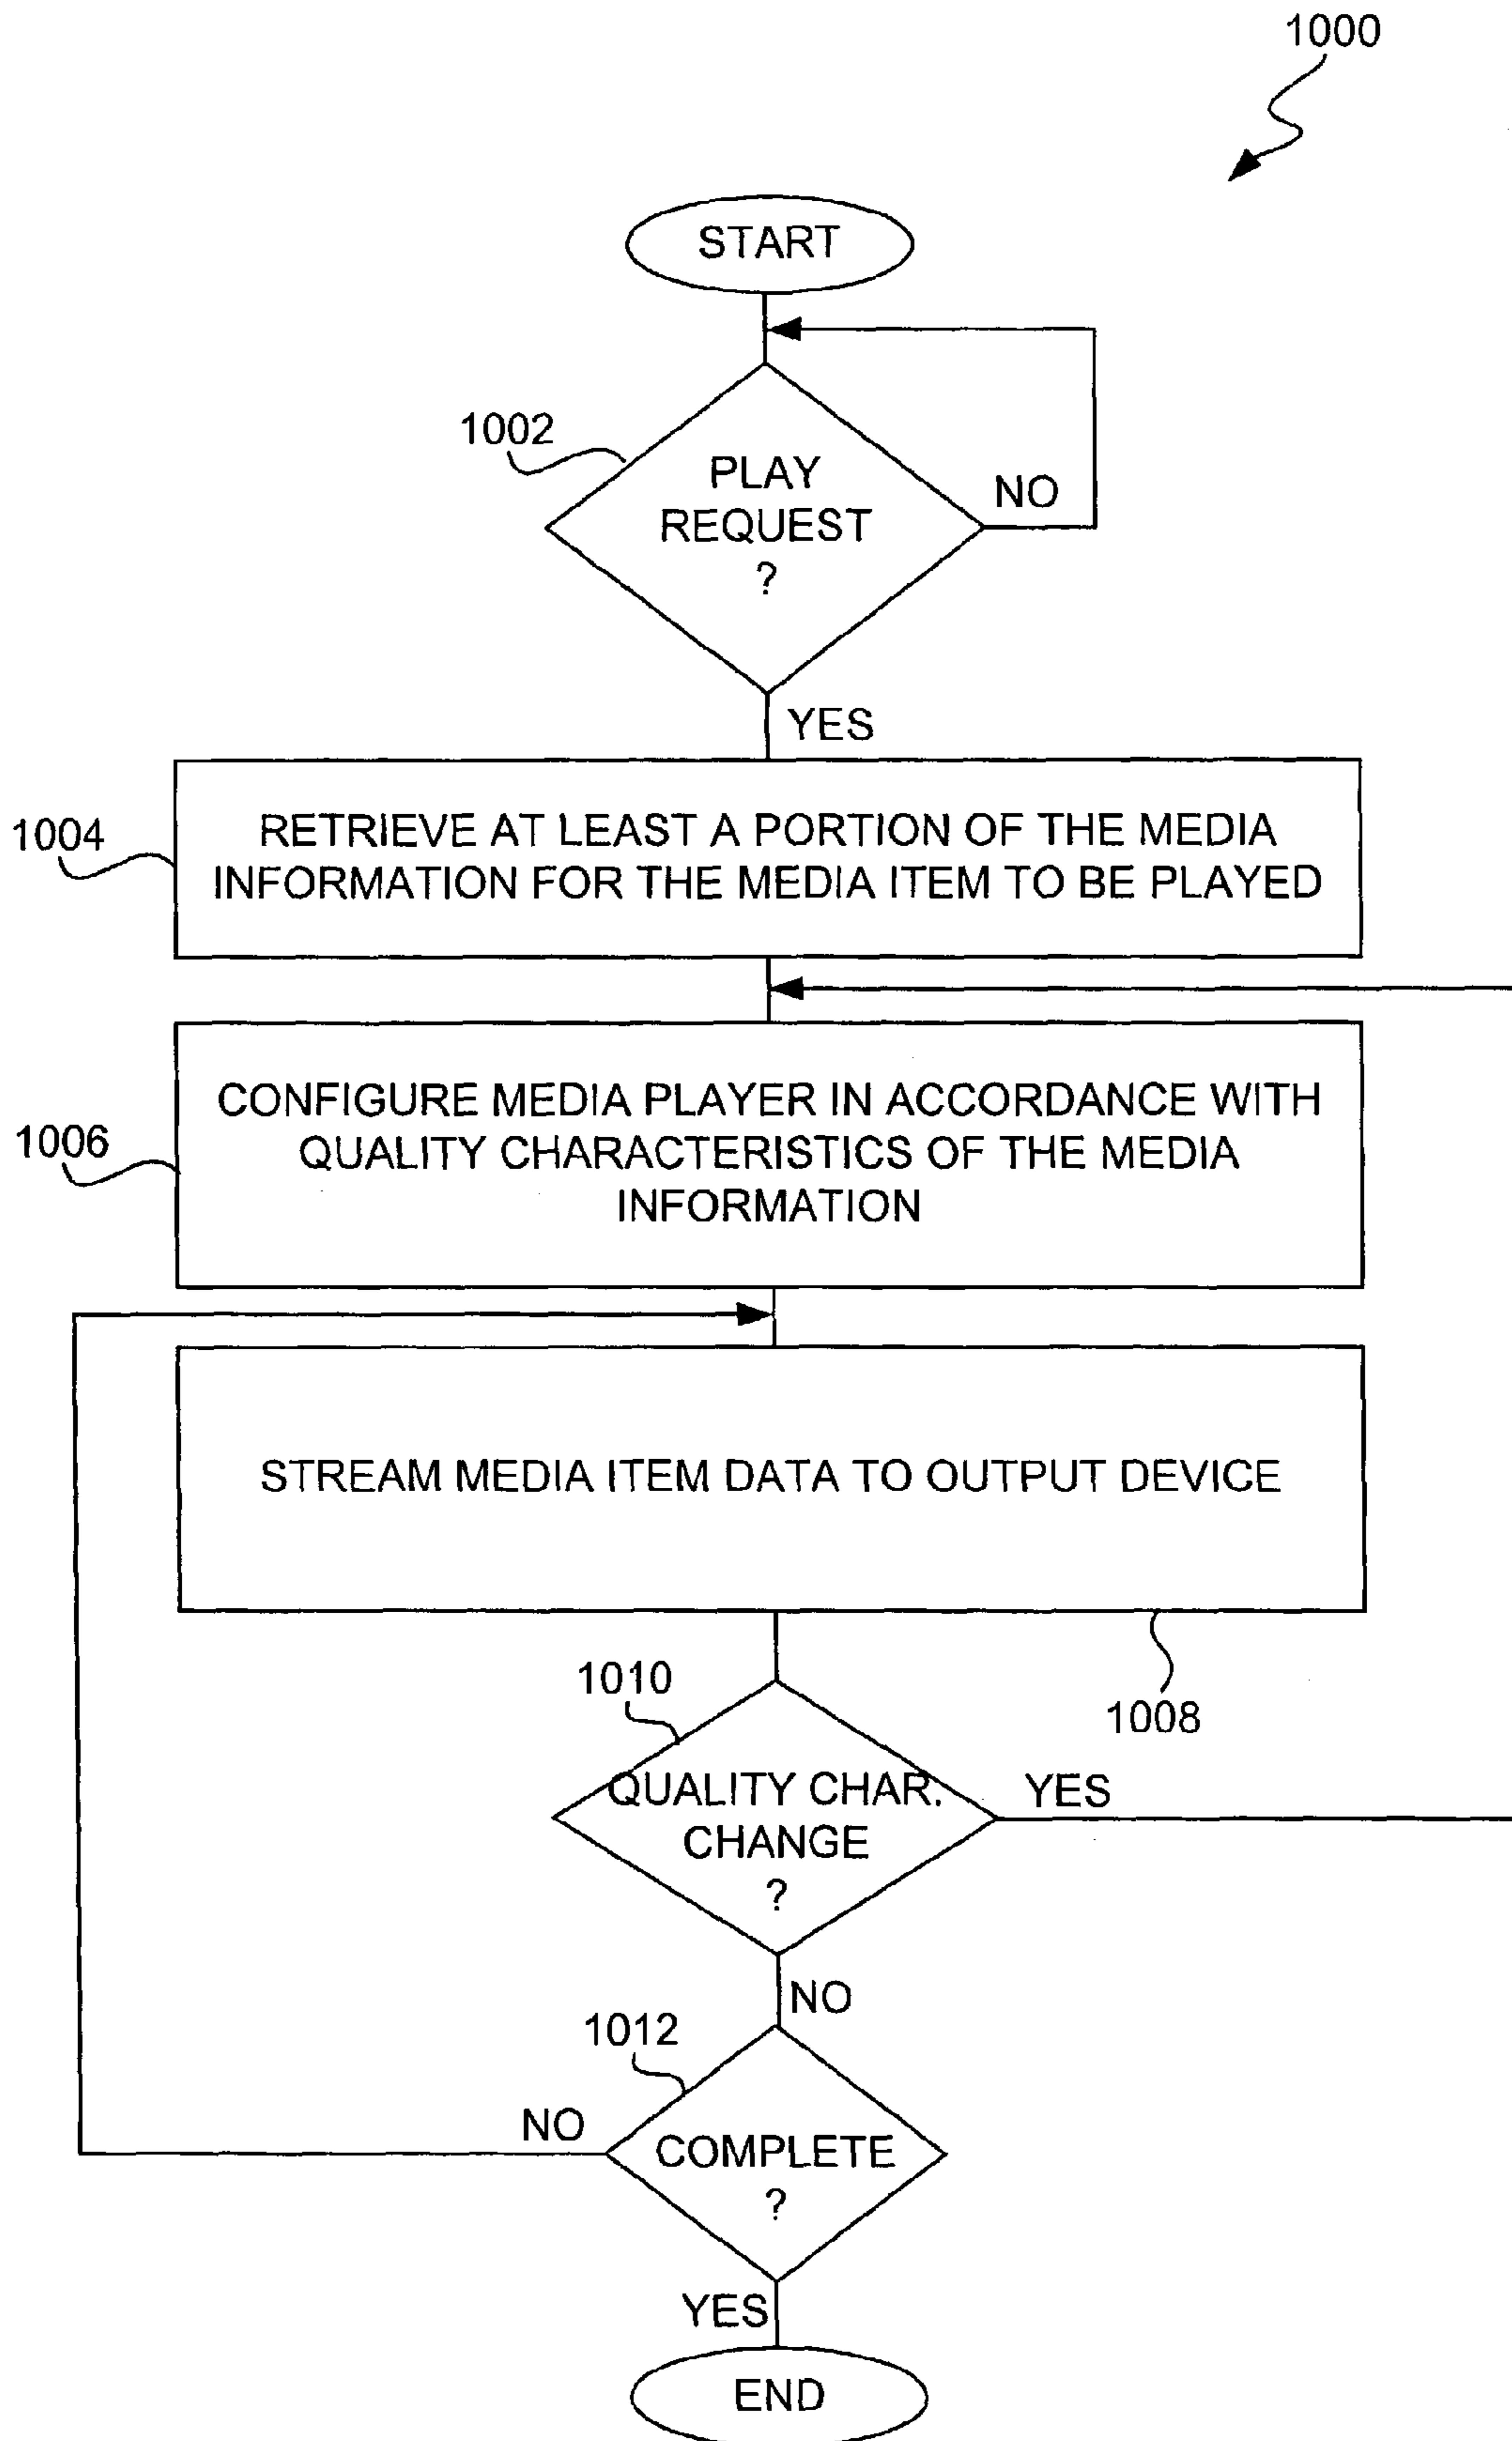 1000
START
1002
PLAY
REQUEST
?
NO
YES
1004
RETRIEVE AT LEAST A PORTION OF THE MEDIA
INFORMATION FOR THE MEDIA ITEM TO BE PLAYED
1006
CONFIGURE MEDIA PLAYER IN ACCORDANCE WITH
QUALITY CHARACTERISTICS OF THE MEDIA
INFORMATION
STREAM MEDIA ITEM DATA TO OUTPUT DEVICE
1008
1010
QUALITY CHAR.
CHANGE
?
YES
NO
1012
COMPLETE
?
NO
YES
END